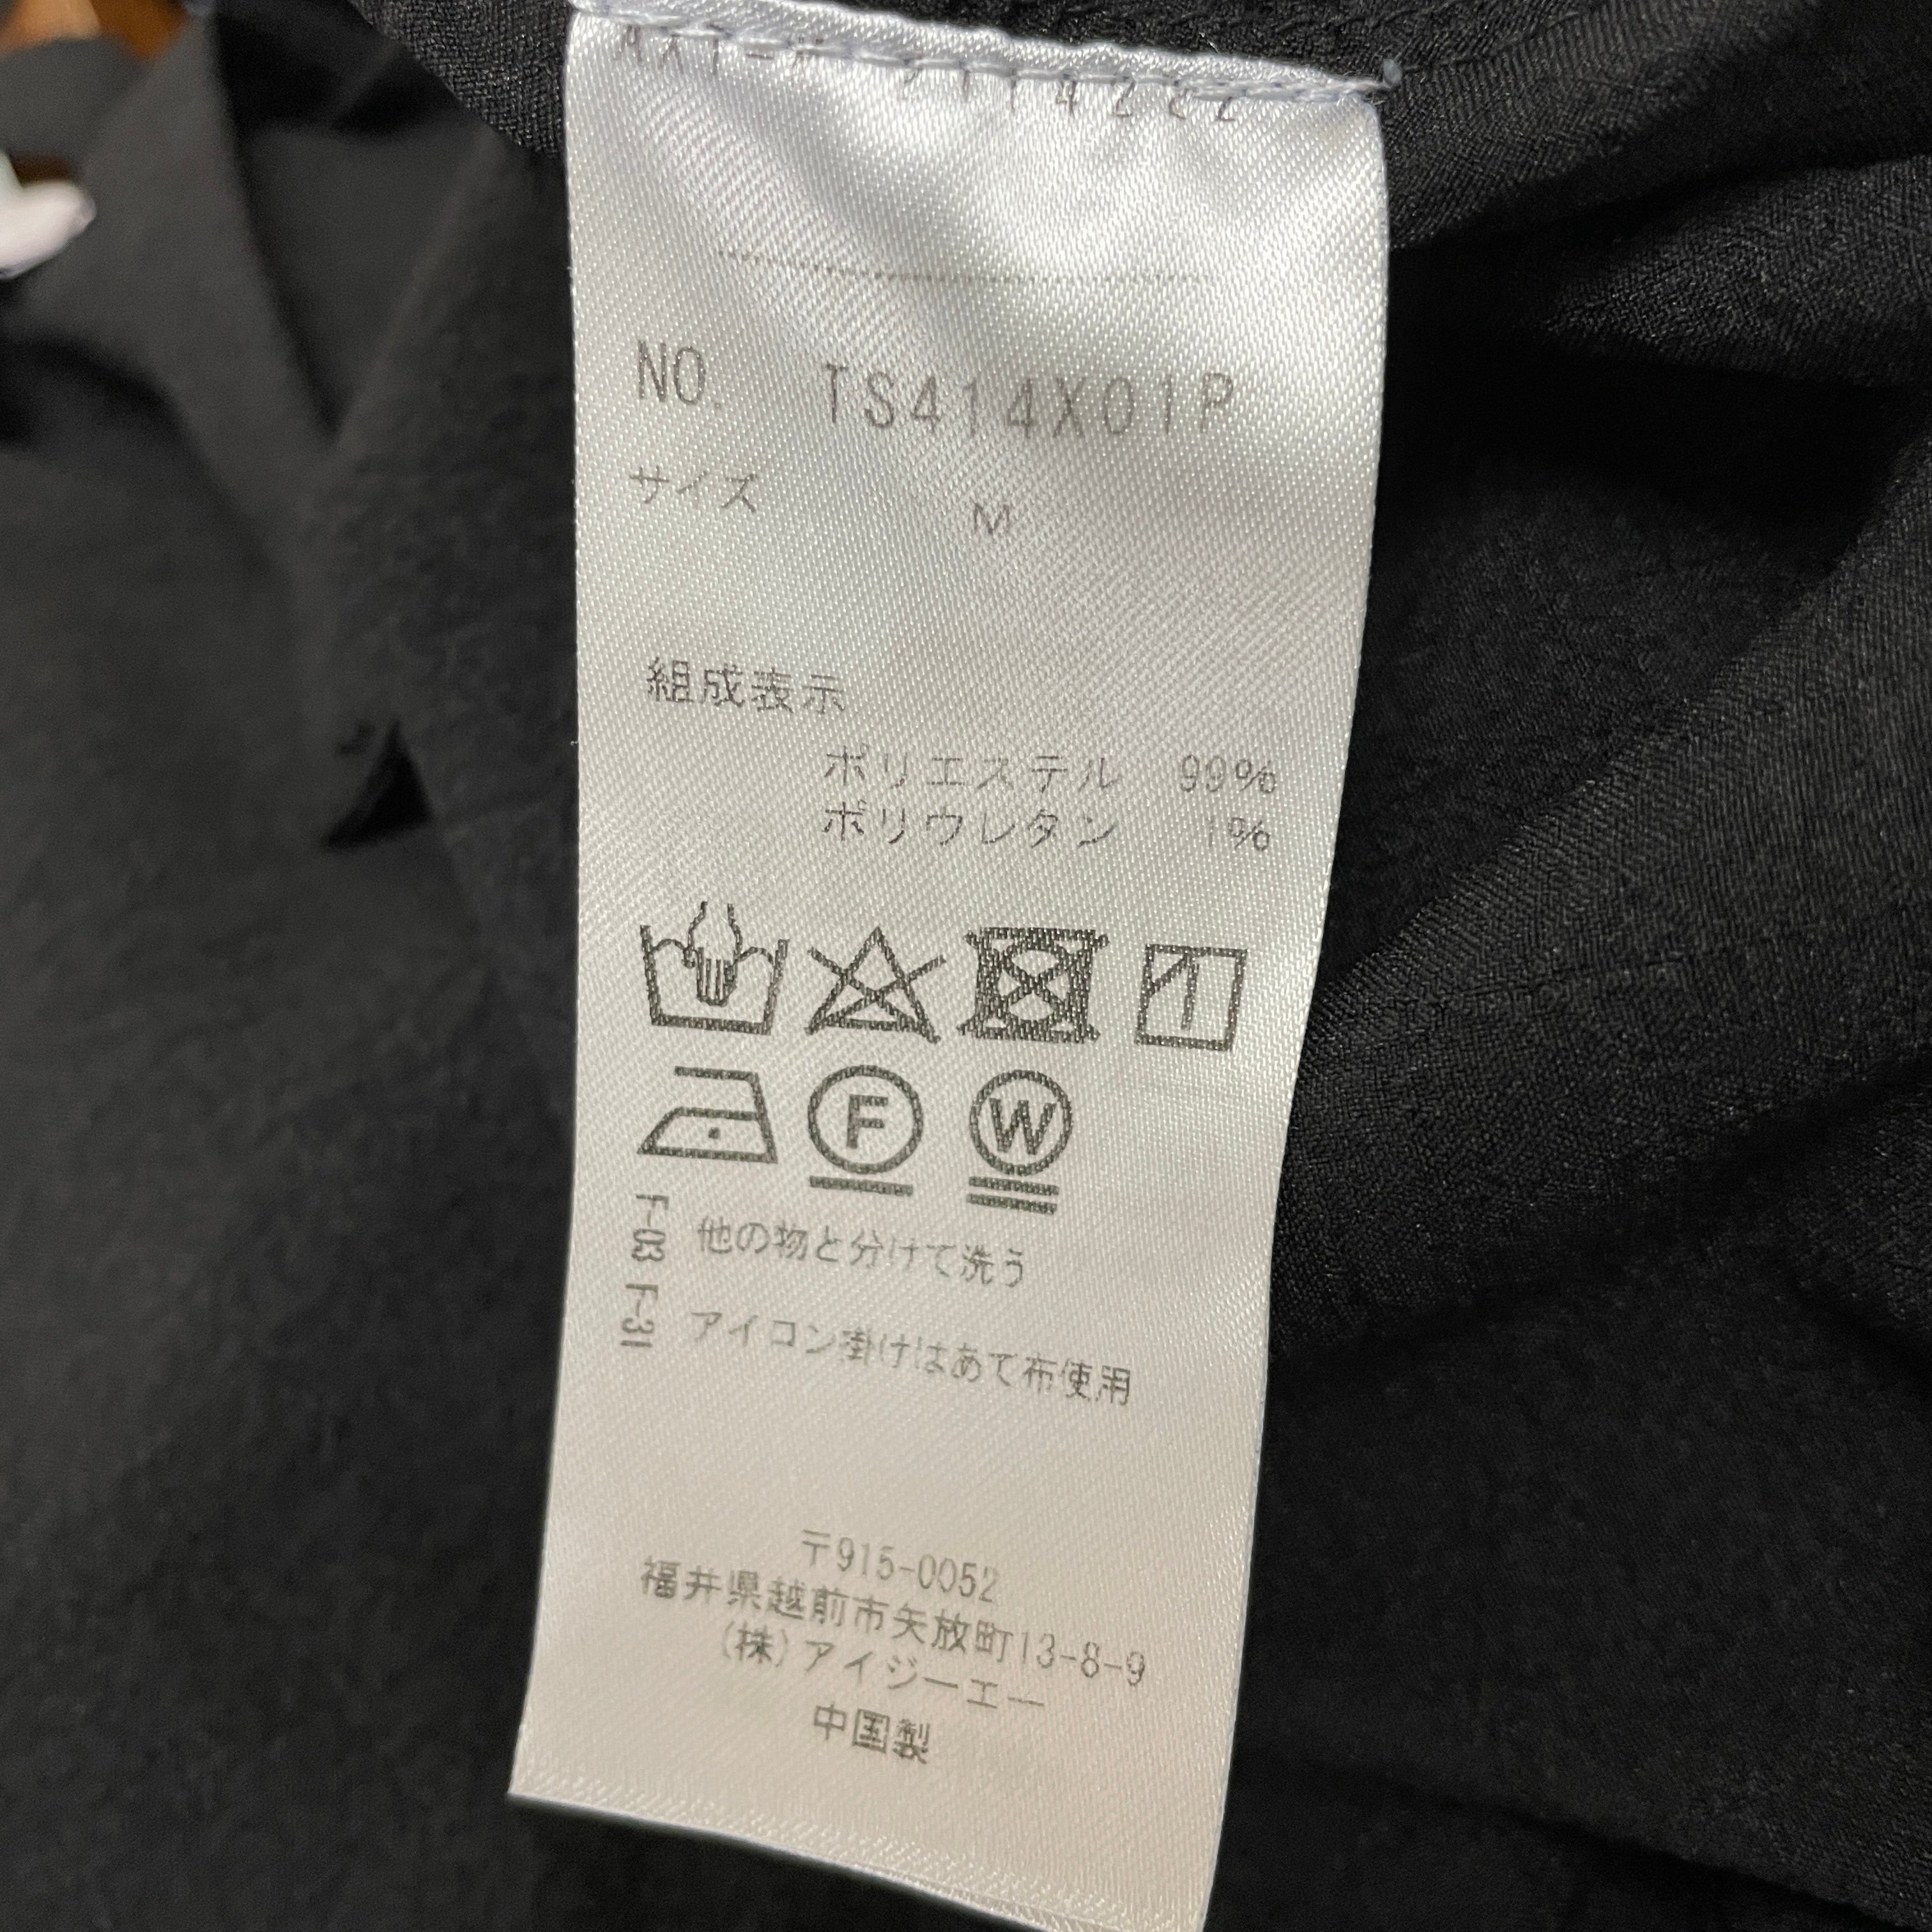 NO. TS414X01P
サイズ M
組成表示
ポリエステル 99%
ポリウレタン 1%
F W
F-03 他の物と分けて洗う
F-31 アイコン掛けはあて布使用
〒915-0052
福井県越前市矢放町13-8-9
(株)アイジーエー
中国製